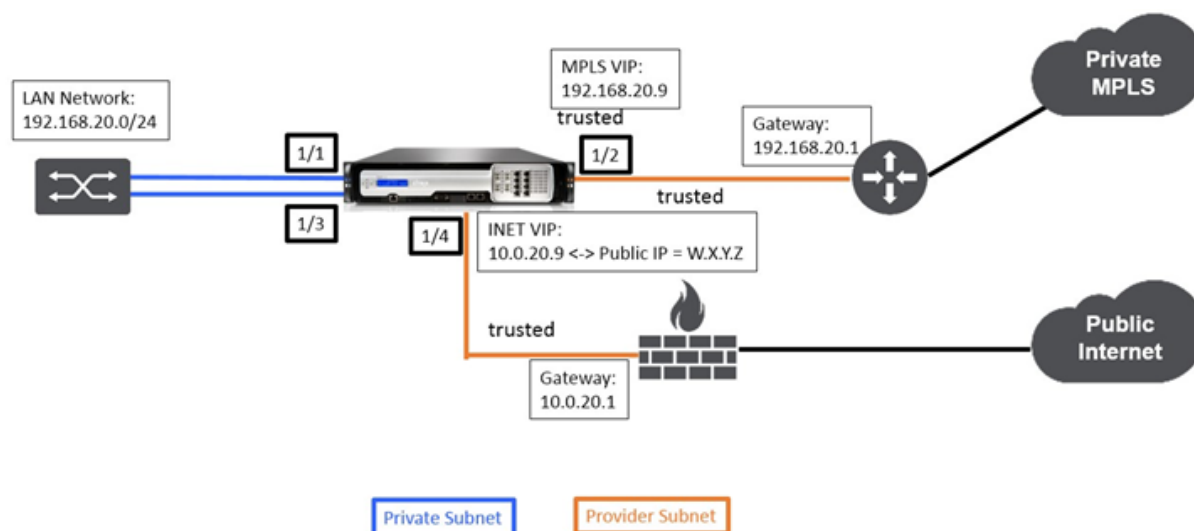 Private
MPLS
MPLS VIP:
192.168.20.9
LAN Network:
192.168.20.0/24
trusted
Gateway:
192.168.20.1
1/1
1/2
trusted
1/3
1/4
INET VIP:
10.0.20.9 <-> Public IP = W.X.Y.Z
trusted
Public
Internet
Gateway:
10.0.20.1
Private Subnet
Provider Subnet